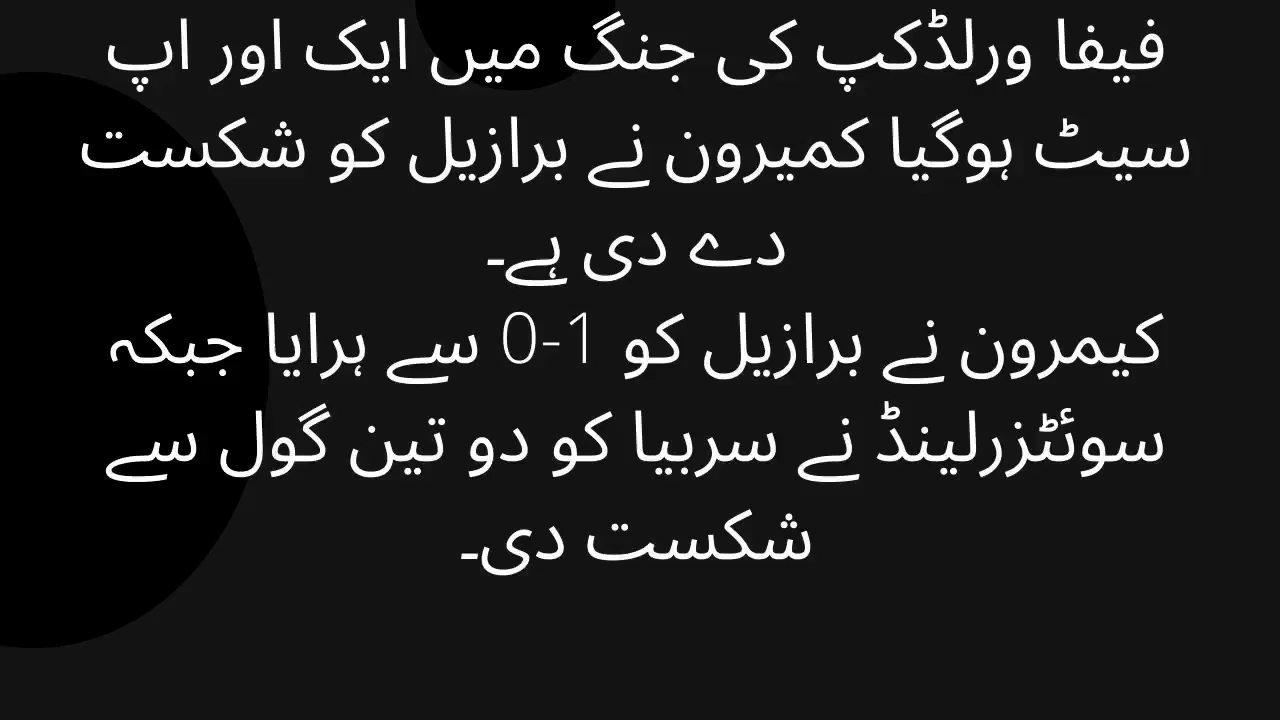 فیفا ورلڈکپ کی جنگ میں ایک اور اپ
سیٹ ہوگیا کمیرون نے برازیل کو شکست
دے دی ہے۔
کیمرون نے برازیل کو 1-0 سے ہرایا جبکہ
سوئٹزرلینڈ نے سربیا کو دو تین گول سے
شکست دی۔